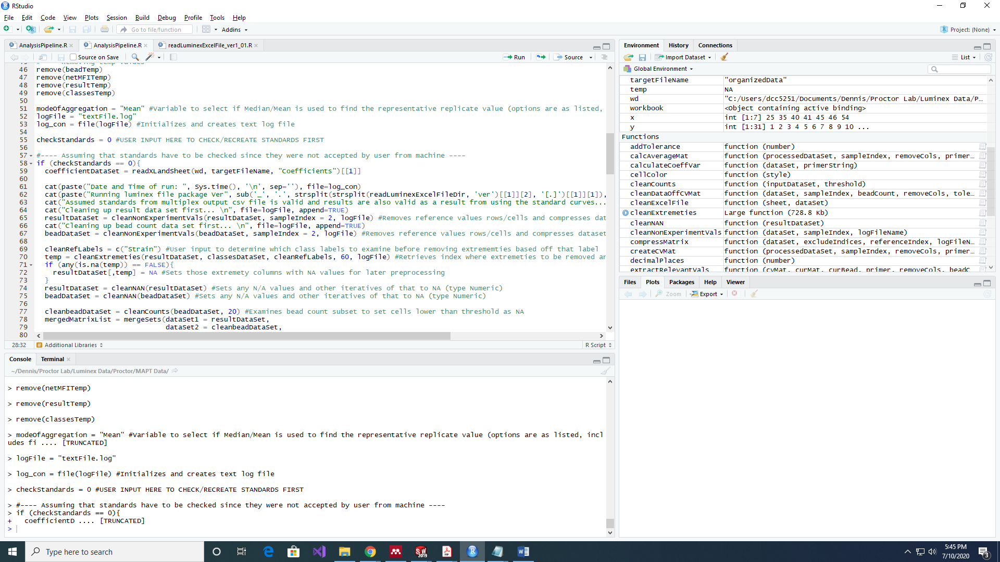 RStudio
File Edit Code View Plots Session Build Debug Profile Tools Help
Go to file/function Addins Project: (None)
AnalysisPipeline.R AnalysisPipeline.R readLuminexExcelFile_ver1_01.R
Source on Save Run Source
46 remove(beadTemp)
47 remove(netMFITemp)
48 remove(resultTemp)
49 remove(classesTemp)
50
51 modeOfAggregation = "Mean" #Variable to select if Median/Mean is used to find the representative replicate value (options are as listed,
52 logFile = "textFile.log"
53 log_con = file(logFile) #Initializes and creates text log file
54
55 checkStandards = 0 #USER INPUT HERE TO CHECK/RECREATE STANDARDS FIRST
56
57 #---- Assuming that standards have to be checked since they were not accepted by user from machine ----
58 if (checkStandards == 0){
59 coefficientDataSet = readxLandSheet(wd, targetFileName, "Coefficients")[[1]]
60
61 cat(paste("Date and Time of run: ", Sys.time(), '\n', sep=''), file=log_con)
62 cat(paste("Running luminex file package ver", sub('_', '.', strsplit(strsplit(readLuminexExcelFileDir, 'ver')[[1]][2], '[.]')[[1]][1]),
63 cat("Assumed standards from multiplex output csv file is valid and results are also valid as a result from using the standard curves...
64 cat("Cleaning up result data set first... \n", file=logFile, append=TRUE)
65 resultDataSet = cleanNonExperimentVals(resultDataSet, sampleIndex = 2, logFile) #Removes reference values rows/cells and compresses dat
66 cat("Cleaning up bead count data set first... \n", file=logFile, append=TRUE)
67 beadDataSet = cleanNonExperimentVals(beadDataSet, sampleIndex = 2, logFile) #Removes reference values rows/cells and compresses dataset
68
69 cleanRefLabels = c("Strain") #User input to determine which class labels to examine before removing extrememties based off that label
70 temp = cleanExtremeties(resultDataSet, classesDataSet, cleanRefLabels, 60, logFile) #Retrieves index where extremeties to be removed ar
71 if (any(is.na(temp)) == FALSE){
72 resultDataSet[,temp] = NA #Sets those extremety columns with NA values for later preprocessing
73 }
74 resultDataSet = cleanNAN(resultDataSet) #Sets any N/A values and other iteratives of that to NA (type Numeric)
75 beadDataSet = cleanNAN(beadDataSet) #Sets any N/A values and other iteratives of that to NA (type Numeric)
76
77 cleanbeadDataSet = cleanCounts(beadDataSet, 20) #Examines bead count subset to set cells lower than threshold as NA
78 mergedMatrixList = mergeSets(dataSet1 = resultDataSet,
79 dataSet2 = cleanbeadDataSet,
80
28:32 Additional Libraries R Script
Console Terminal
~/Dennis/Proctor Lab/Luminex Data/Proctor/MAPT Data/
> remove(netMFITemp)
> remove(resultTemp)
> remove(classesTemp)
> modeOfAggregation = "Mean" #Variable to select if Median/Mean is used to find the representative replicate value (options are as listed, incl
udes fi .... [TRUNCATED]
> logFile = "textFile.log"
> log_con = file(logFile) #Initializes and creates text log file
> checkStandards = 0 #USER INPUT HERE TO CHECK/RECREATE STANDARDS FIRST
> #---- Assuming that standards have to be checked since they were not accepted by user from machine ----
> if (checkStandards == 0){
+ coefficientD .... [TRUNCATED]
>
Environment History Connections
Import Dataset List
Global Environment
targetFileName "organizedData"
temp NA
wd "C:/Users/dcc5251/Documents/Dennis/Proctor Lab/Luminex Data/P...
workbook <Object containing active binding>
x int [1:7] 25 35 40 41 45 46 54
y int [1:31] 1 2 3 4 5 6 7 8 9 10 ...
Functions
addTolerance function (number)
calcAverageMat function (processedDataSet, sampleIndex, removeCols, primer...
calculateCoeffVar function (dataSet, primerString)
cellColor function (style)
cleanCounts function (inputDataSet, threshold)
cleanDataOffCVMat function (dataSet, sampleIndex, beadCount, removeCols, tole...
cleanExcelFile function (sheet, dataSet)
cleanExtremeties Large function (728.8 Kb)
cleanNAN function (resultDataSet)
cleanNonExperimentVals function (dataSet, sampleIndex, logFileName)
compressMatrix function (dataSet, excludeIndices, referenceIndex, logFileN...
createCVMat function (processedDataSet, sampleIndex, removeCols, primer...
decimalPlaces function (number)
extractRelevantVals function (cvMat, curMat, curBead, primer, removeCols, beadC
Files Plots Packages Help Viewer
Zoom Export
Type here to search
5:45 PM
7/10/2020
3